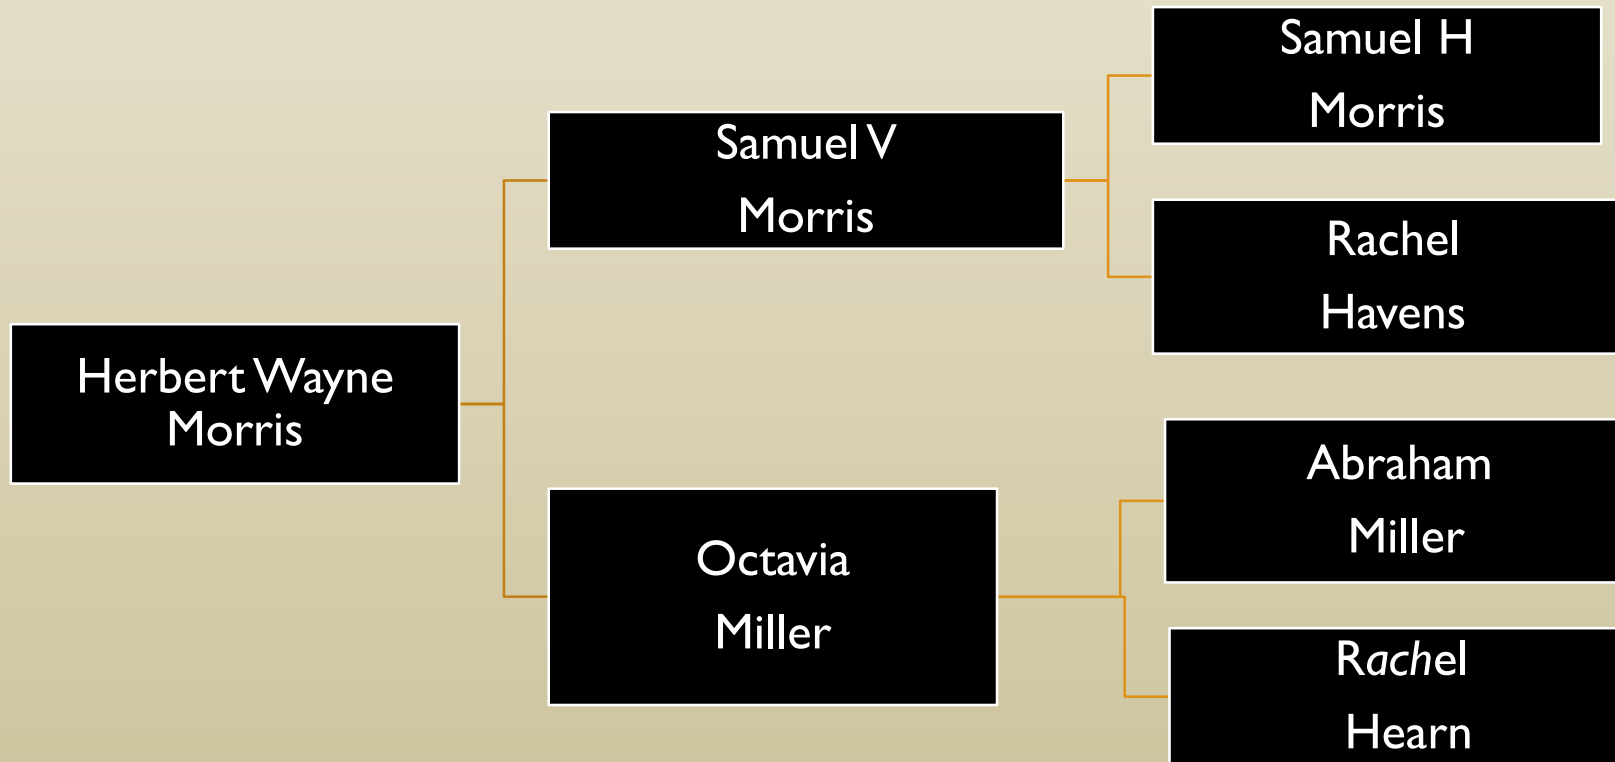 Samuel H
Morris
Samuel V
Morris
Rachel
Havens
Herbert Wayne
Morris
Abraham
Miller
Octavia
Miller
Rachel
Hearn